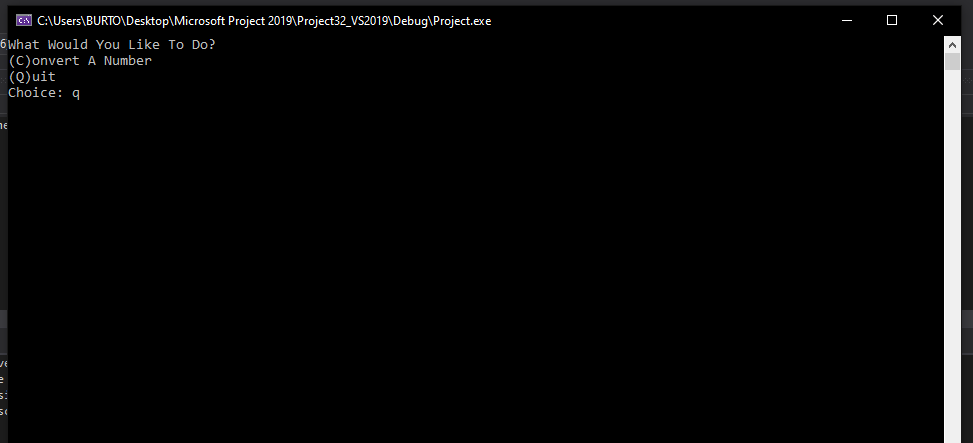 C:\Users\BURTO\Desktop\Microsoft Project 2019\Project32_VS2019\Debug\Project.exe
What Would You Like To Do?
(C)onvert A Number
(Q)uit
Choice: q